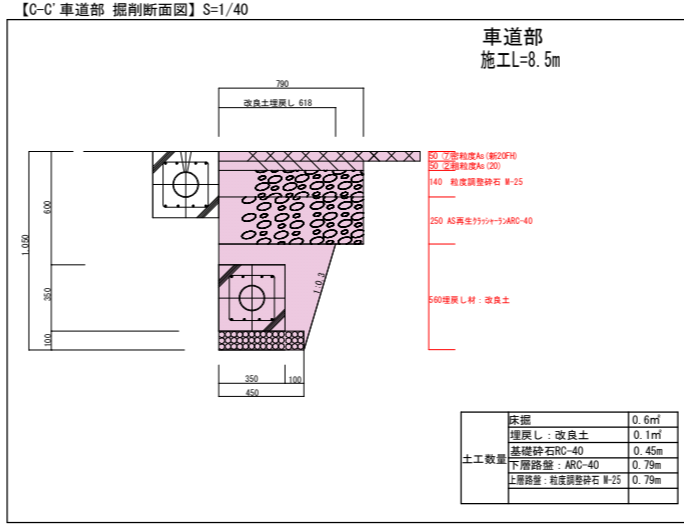 【C-C' 車道部 掘削断面図】 S=1/40
車道部
施工L=8.5m
790
改良土埋戻し 618
50 ⑦密粒度As(新20FH)
50 ②粗粒度As(20)
140 粒度調整砕石 M-25
600
250 AS再生クラッシャーランARC-40
1.050
1:0.3
350
560埋戻し材：改良土
100
350
100
450
土工数量
床掘 0.6㎡
埋戻し：改良土 0.1㎡
基礎砕石RC-40 0.45m
下層路盤：ARC-40 0.79m
上層路盤：粒度調整砕石 M-25 0.79m